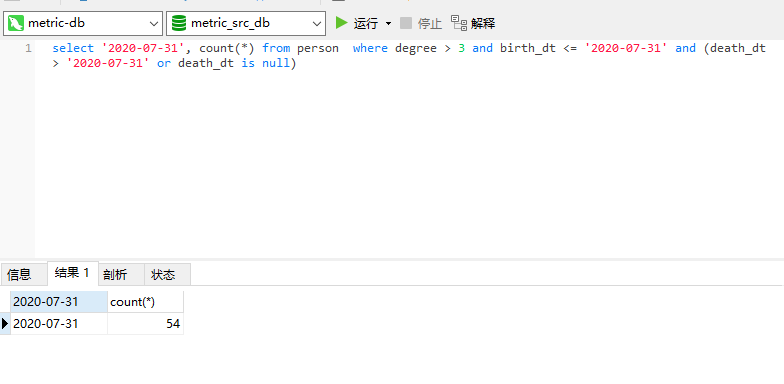 metric-db metric_src_db 运行 停止 解释
1 select '2020-07-31', count(*) from person  where degree > 3 and birth_dt <= '2020-07-31' and (death_dt
> '2020-07-31' or death_dt is null)
信息 结果 1 剖析 状态
2020-07-31 count(*)
2020-07-31 54